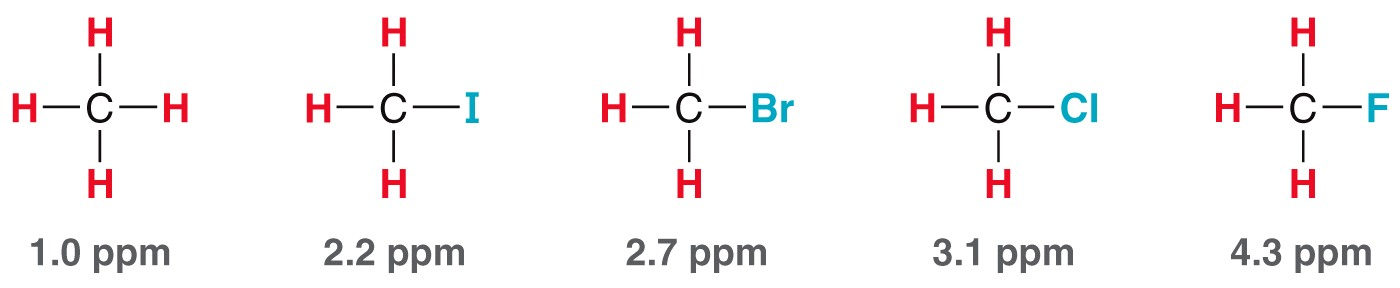 H H H H H
H C H H C I H C Br H C Cl H C F
H H H H H
1.0 ppm 2.2 ppm 2.7 ppm 3.1 ppm 4.3 ppm